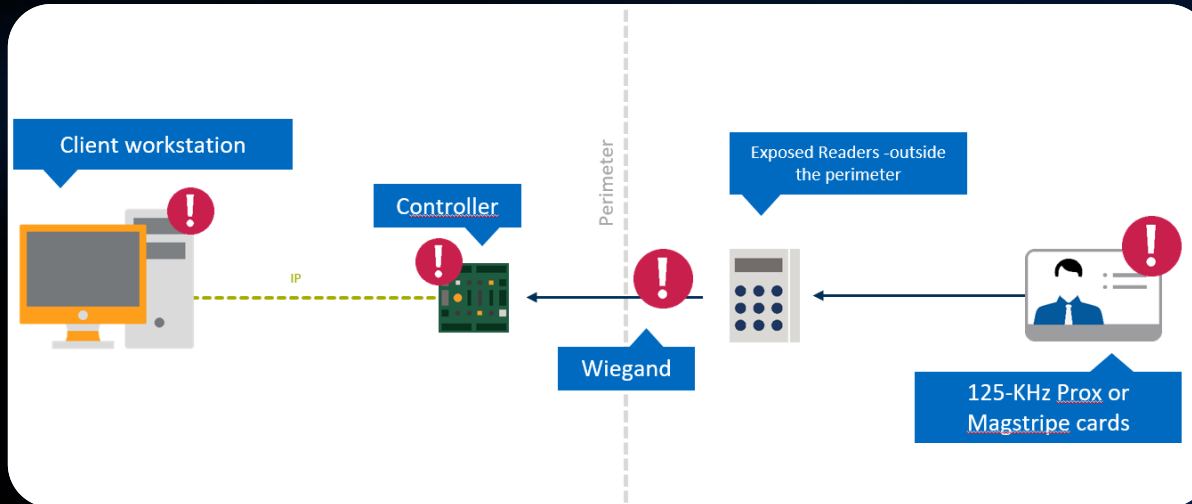 Client workstation
Controller
IP
Perimeter
Exposed Readers -outside
the perimeter
Wiegand
125-KHz Prox or
Magstripe cards